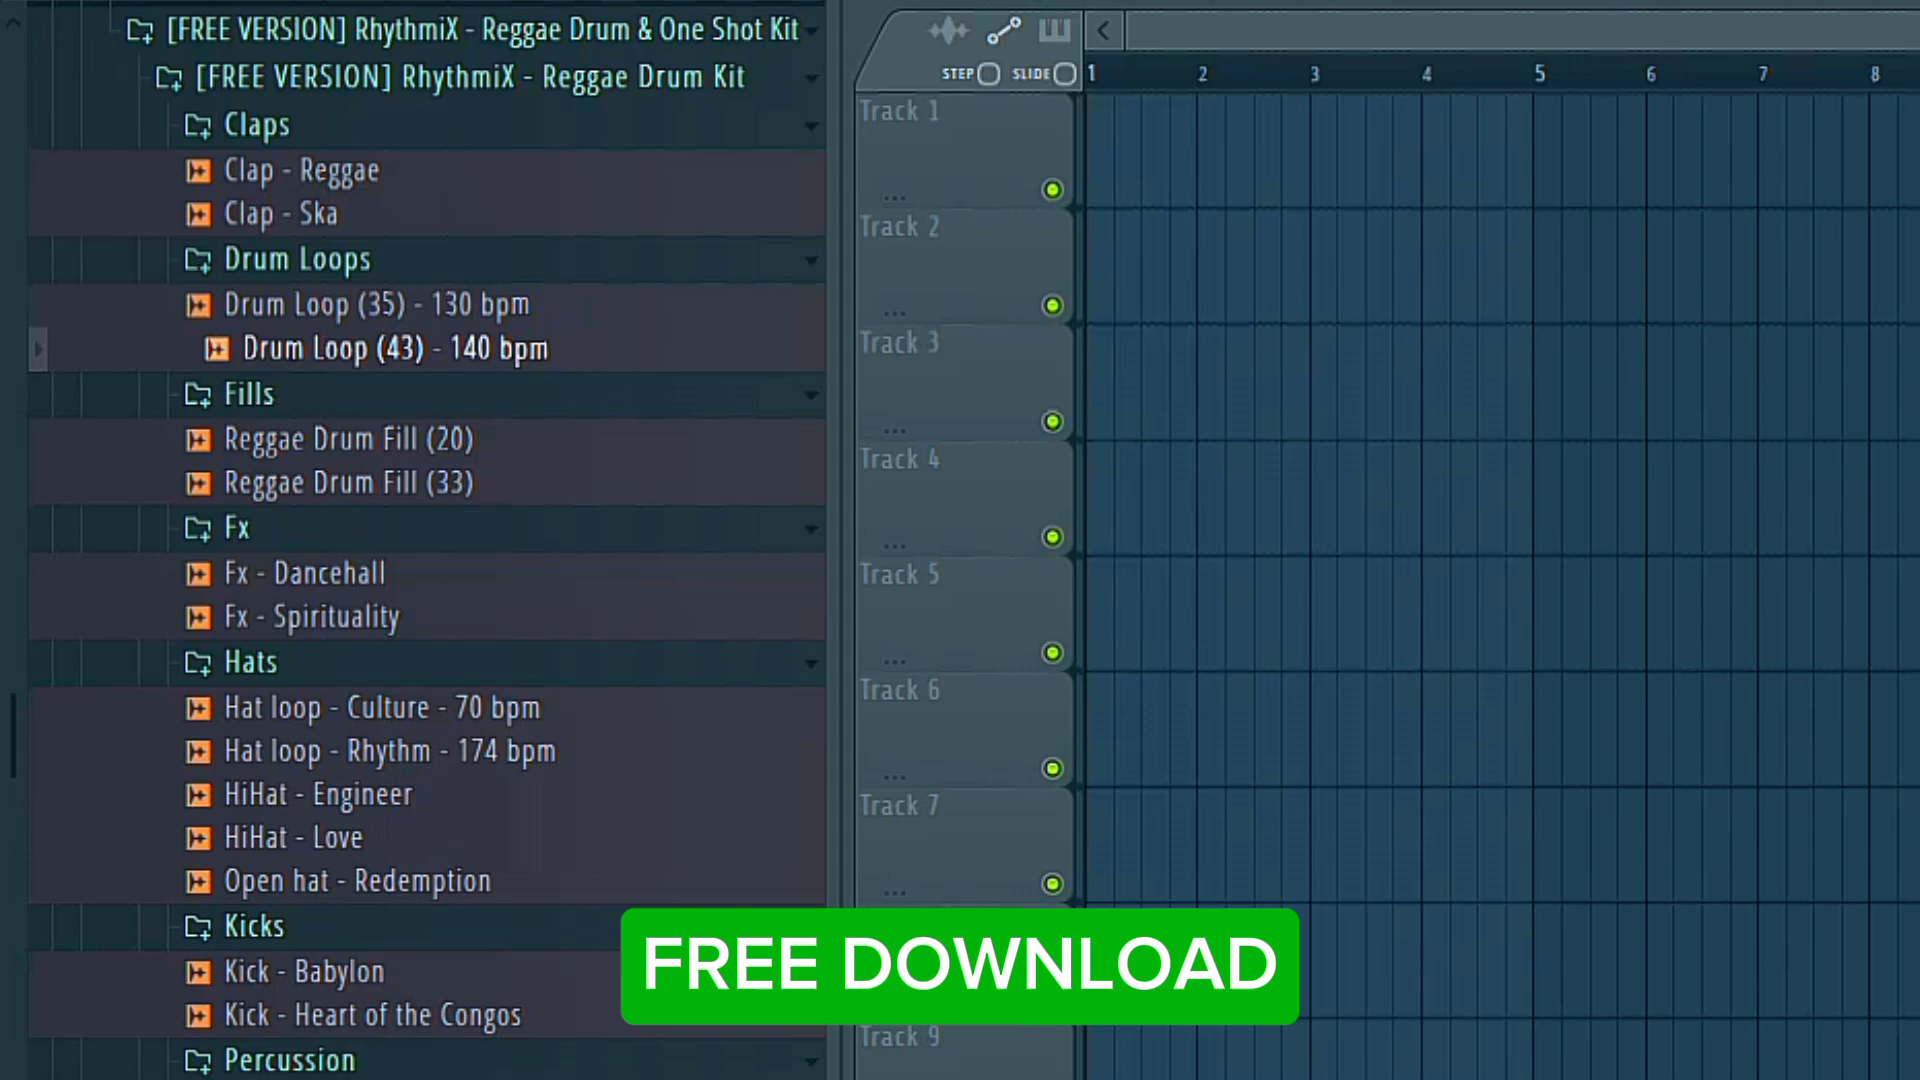 [FREE VERSION] RhythmiX - Reggae Drum & One Shot Kit
[FREE VERSION] RhythmiX - Reggae Drum Kit
Claps
Clap - Reggae
Clap - Ska
Drum Loops
Drum Loop (35) - 130 bpm
Drum Loop (43) - 140 bpm
Fills
Reggae Drum Fill (20)
Reggae Drum Fill (33)
Fx
Fx - Dancehall
Fx - Spirituality
Hats
Hat loop - Culture - 70 bpm
Hat loop - Rhythm - 174 bpm
HiHat - Engineer
HiHat - Love
Open hat - Redemption
Kicks
Kick - Babylon
Kick - Heart of the Congos
Percussion
STEP SLIDE 1 2 3 4 5 6 7 8
Track 1
...
Track 2
...
Track 3
...
Track 4
...
Track 5
...
Track 6
...
Track 7
...
Track 9
FREE DOWNLOAD